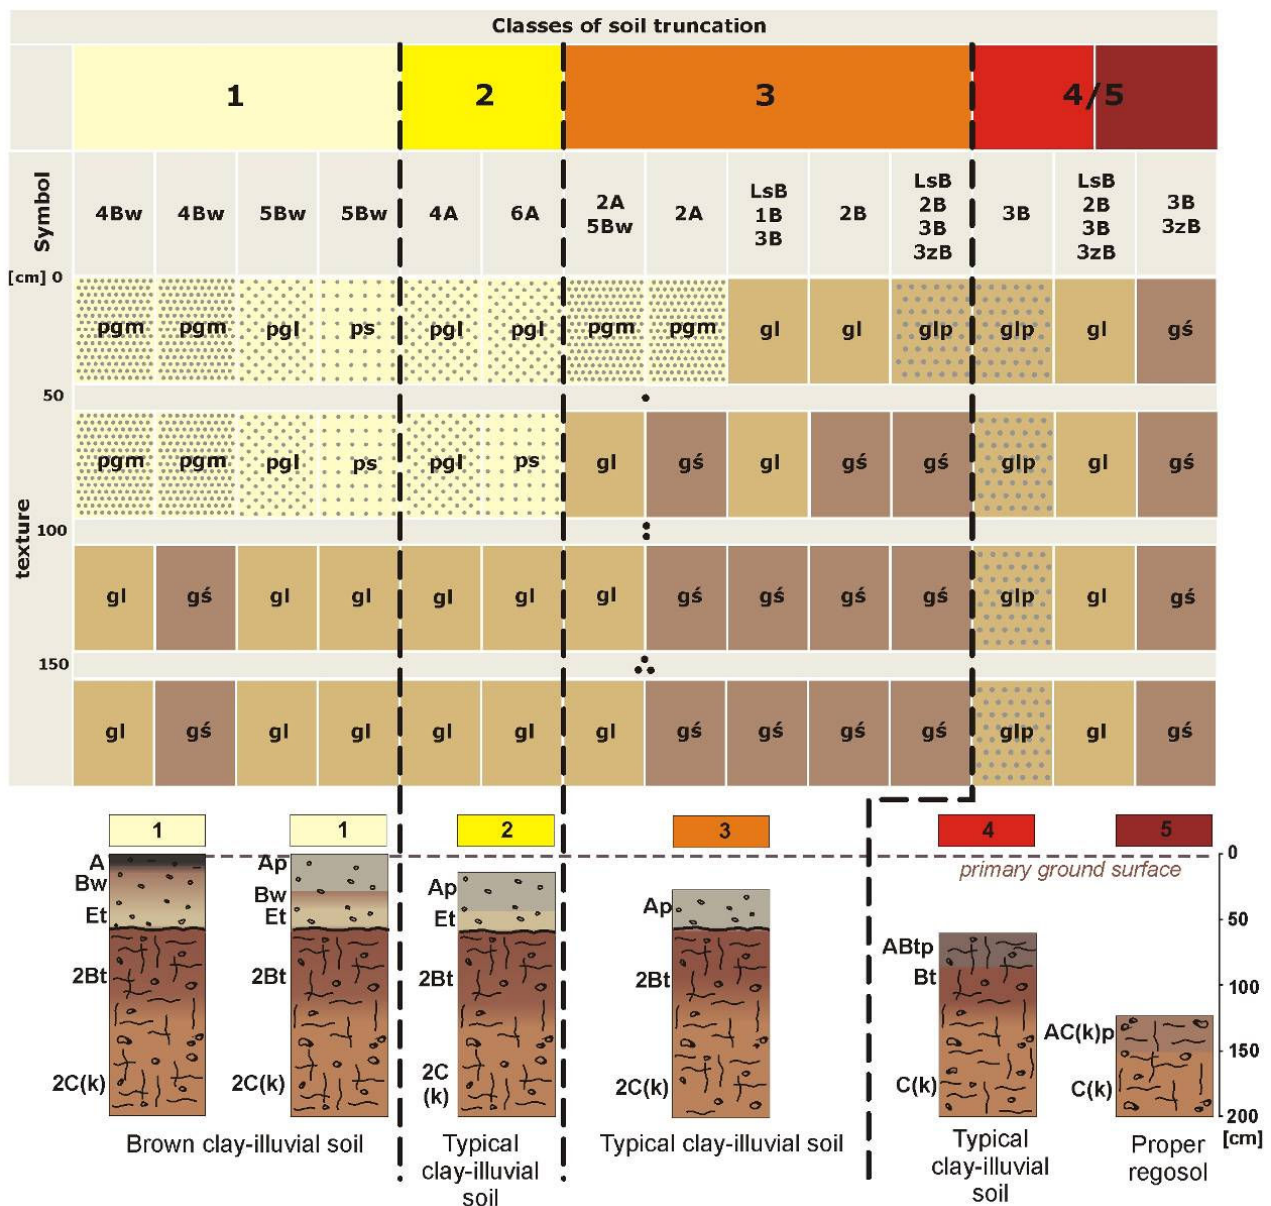 Classes of soil truncation
1 2 3 4/5
Symbol
4Bw 4Bw 5Bw 5Bw 4A 6A 2A 5Bw 2A LsB 1B 3B 2B LsB 2B 3B 3zB 3B LsB 2B 3B 3zB 3B 3zB
[cm] 0
pgm pgm pgl ps pgl pgl pgm pgm gl gl glp glp gl gś
50
pgm pgm pgl ps pgl ps gl gś gl gś gś glp gl gś
texture
100
gl gś gl gl gl gl gl gś gś gś gś glp gl gś
150
gl gś gl gl gl gl gl gś gś gś gś glp gl gś
1 1 2 3 4 5
primary ground surface
A
Bw
Et
2Bt
2C(k)
Ap
Bw
Et
2Bt
2C(k)
Brown clay-illuvial soil
Ap
Et
2Bt
2C
(k)
Typical
clay-illuvial
soil
Ap
2Bt
2C(k)
Typical clay-illuvial soil
ABtp
Bt
C(k)
Typical
clay-illuvial
soil
AC(k)p
C(k)
Proper
regosol
0
50
100
150
200
[cm]